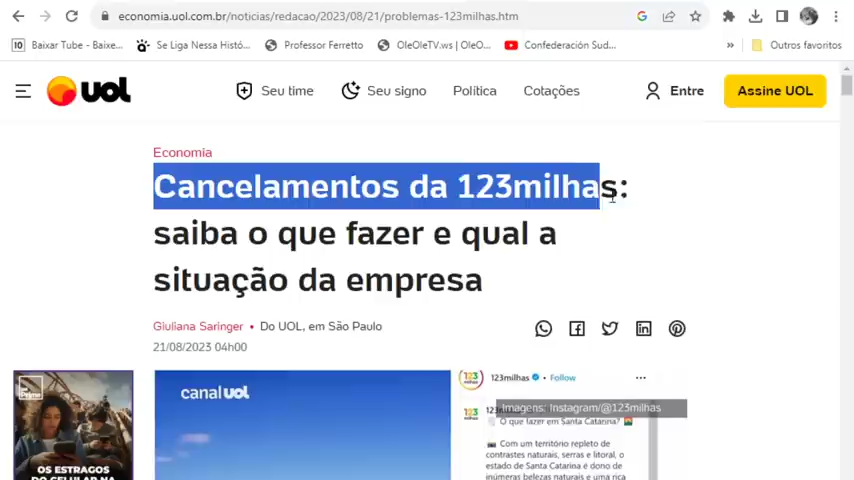 economia.uol.com.br/noticias/redacao/2023/08/21/problemas-123milhas.htm
Baixar Tube - Baixe... Se Liga Nessa Histó... Professor Ferretto OleOleTV.ws | OleO... Confederación Sud... » Outros favoritos
UOL Seu time Seu signo Política Cotações Entre Assine UOL
Economia
Cancelamentos da 123milhas:
saiba o que fazer e qual a
situação da empresa
Giuliana Saringer • Do UOL, em São Paulo
21/08/2023 04h00
canal uol
123milhas • Follow
Imagens: Instagram/@123milhas
O que fazer em Santa Catarina?
Com um território repleto de
contrastes naturais, serras e litoral, o
estado de Santa Catarina é dono de
inúmeras belezas naturais e uma rica
OS ESTRAGOS
DO CELULAR NA